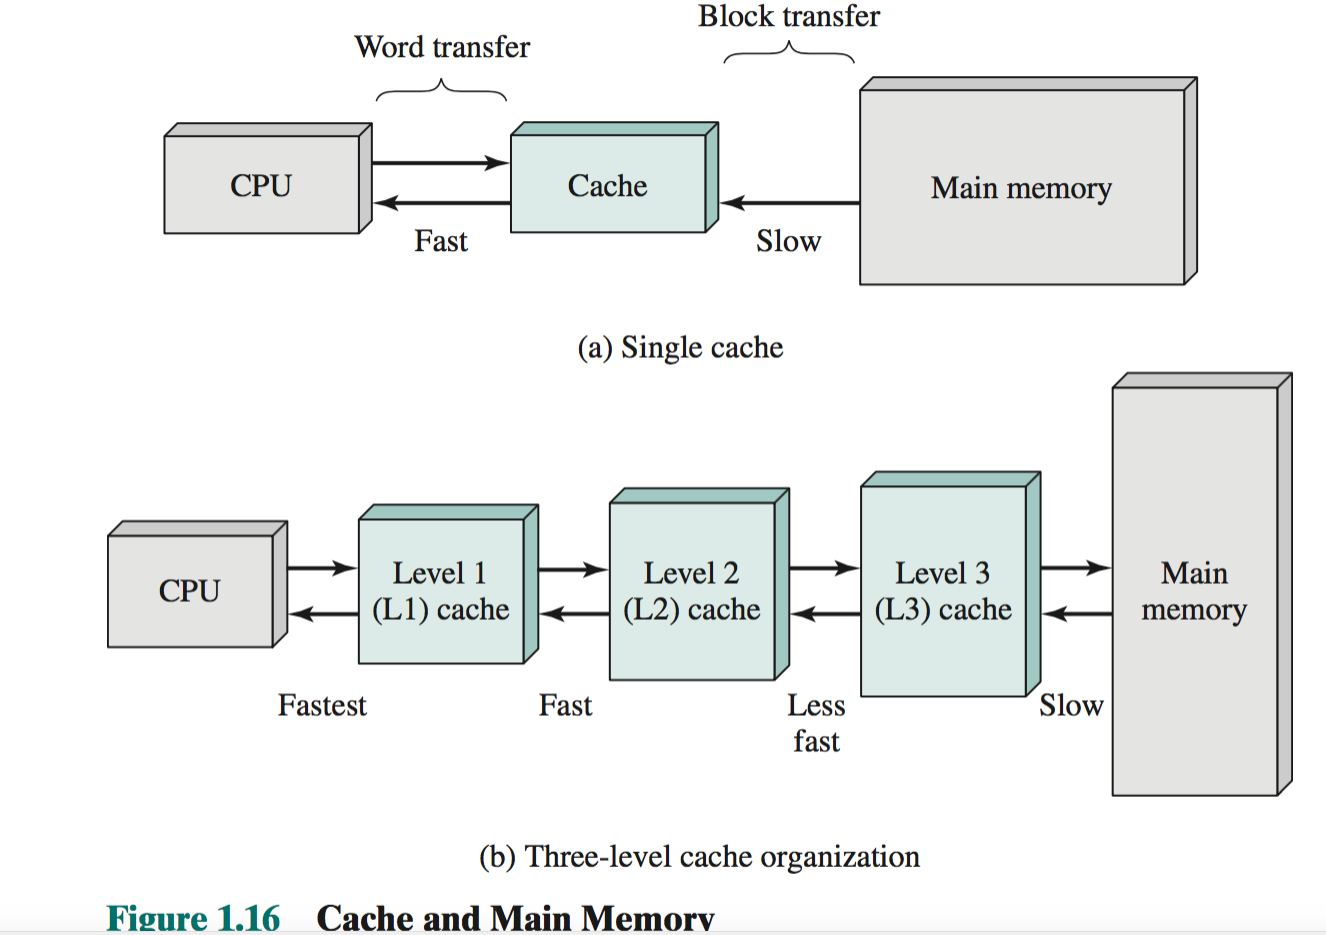 Block transfer
Word transfer
CPU
Cache
Main memory
Fast
Slow
(a) Single cache
CPU
Level 1
(L1) cache
Level 2
(L2) cache
Level 3
(L3) cache
Main
memory
Fastest
Fast
Less
fast
Slow
(b) Three-level cache organization
Figure 1.16 Cache and Main Memory